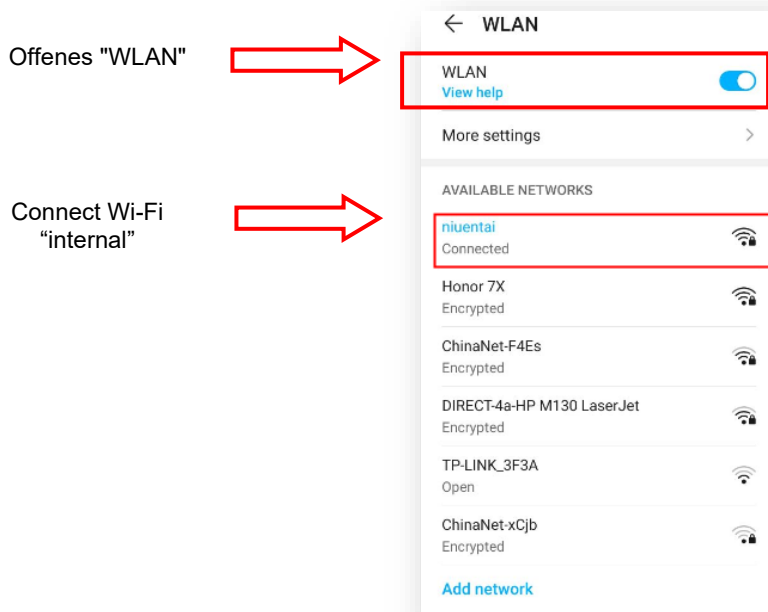 Offenes "WLAN"
Connect Wi-Fi
“internal”
WLAN
WLAN
View help
More settings
AVAILABLE NETWORKS
niuentai
Connected
Honor 7X
Encrypted
ChinaNet-F4Es
Encrypted
DIRECT-4a-HP M130 LaserJet
Encrypted
TP-LINK_3F3A
Open
ChinaNet-xCjb
Encrypted
Add network